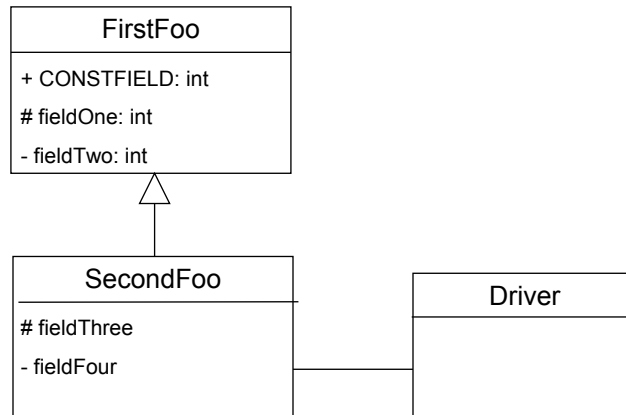 FirstFoo
+ CONSTFIELD: int
# fieldOne: int
- fieldTwo: int
SecondFoo
# fieldThree
- fieldFour
Driver